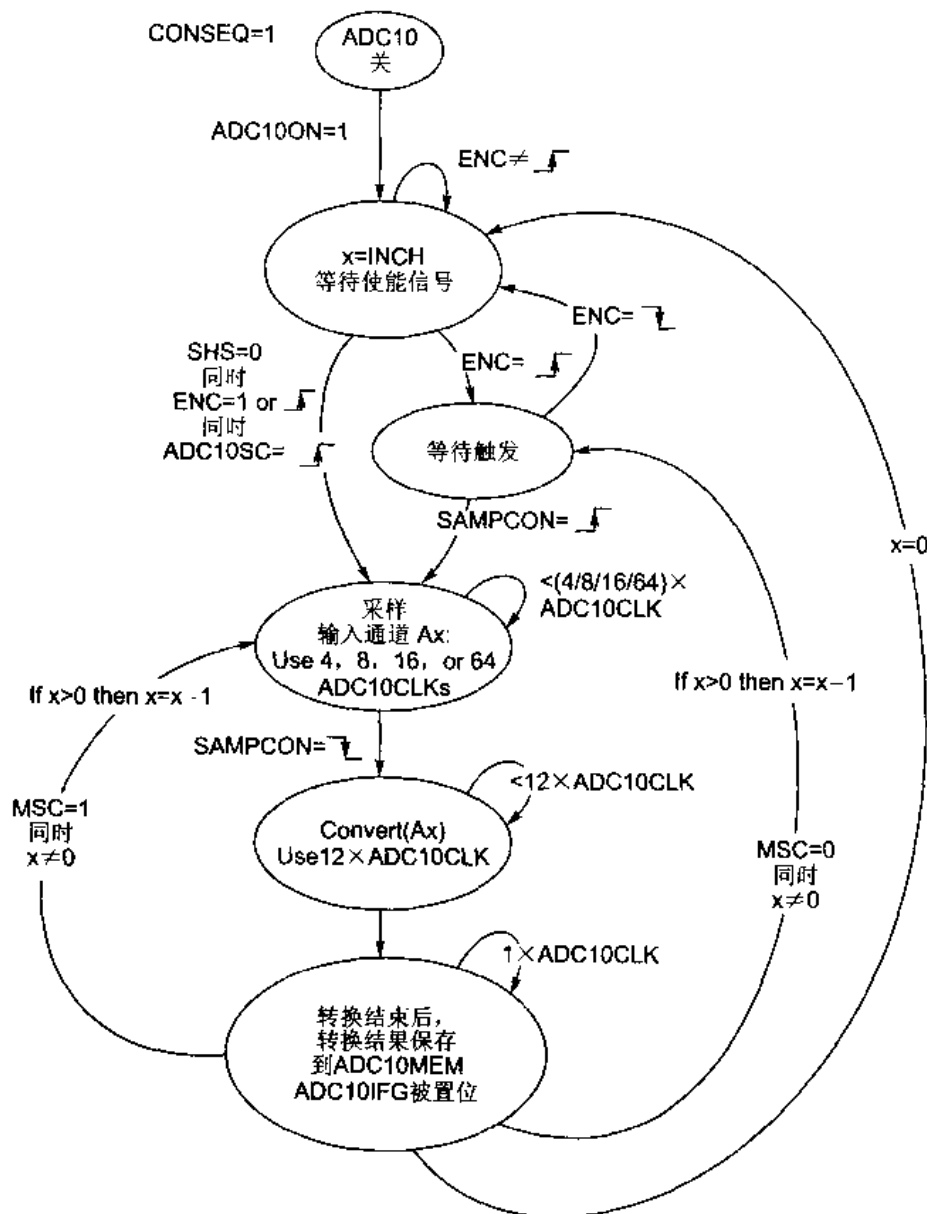 CONSEQ=1
ADC10
关
ADC10ON=1
ENC≠
x=INCH
等待使能信号
ENC=
SHS=0
同时
ENC=1 or
同时
ADC10SC=
ENC=
等待触发
SAMPCON=
x=0
<(4/8/16/64)×
ADC10CLK
采样
输入通道 Ax:
Use 4, 8, 16, or 64
ADC10CLKs
If x>0 then x=x-1
If x>0 then x=x-1
SAMPCON=
<12×ADC10CLK
MSC=1
同时
x≠0
Convert(Ax)
Use12×ADC10CLK
MSC=0
同时
x≠0
1×ADC10CLK
转换结束后,
转换结果保存
到ADC10MEM
ADC10IFG被置位